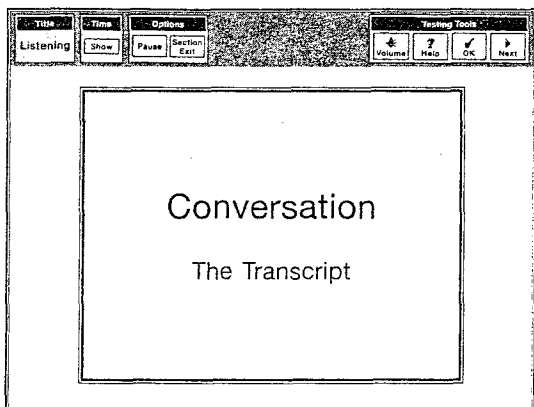 Title Time Options Testing Tools
Listening Show Pause Section Exit Volume Help OK Next
Conversation
The Transcript